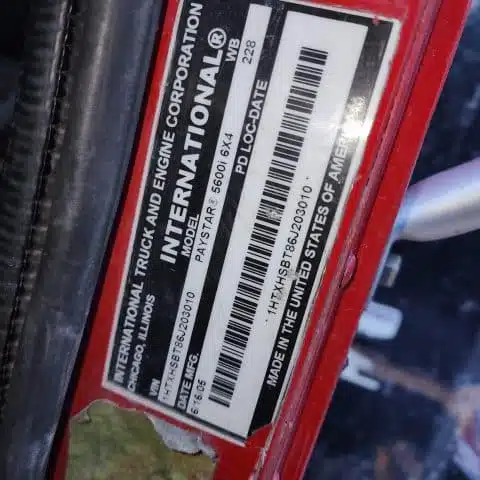 INTERNATIONAL TRUCK AND ENGINE CORPORATION
CHICAGO, ILLINOIS
INTERNATIONAL®
VIN
MODEL
WB
1HTXHSBT86J203010
PAYSTAR® 5600i 6X4
228
DATE MFG.
PD LOC-DATE
6/16/05
1HTXHSBT86J203010
MADE IN THE UNITED STATES OF AMERICA